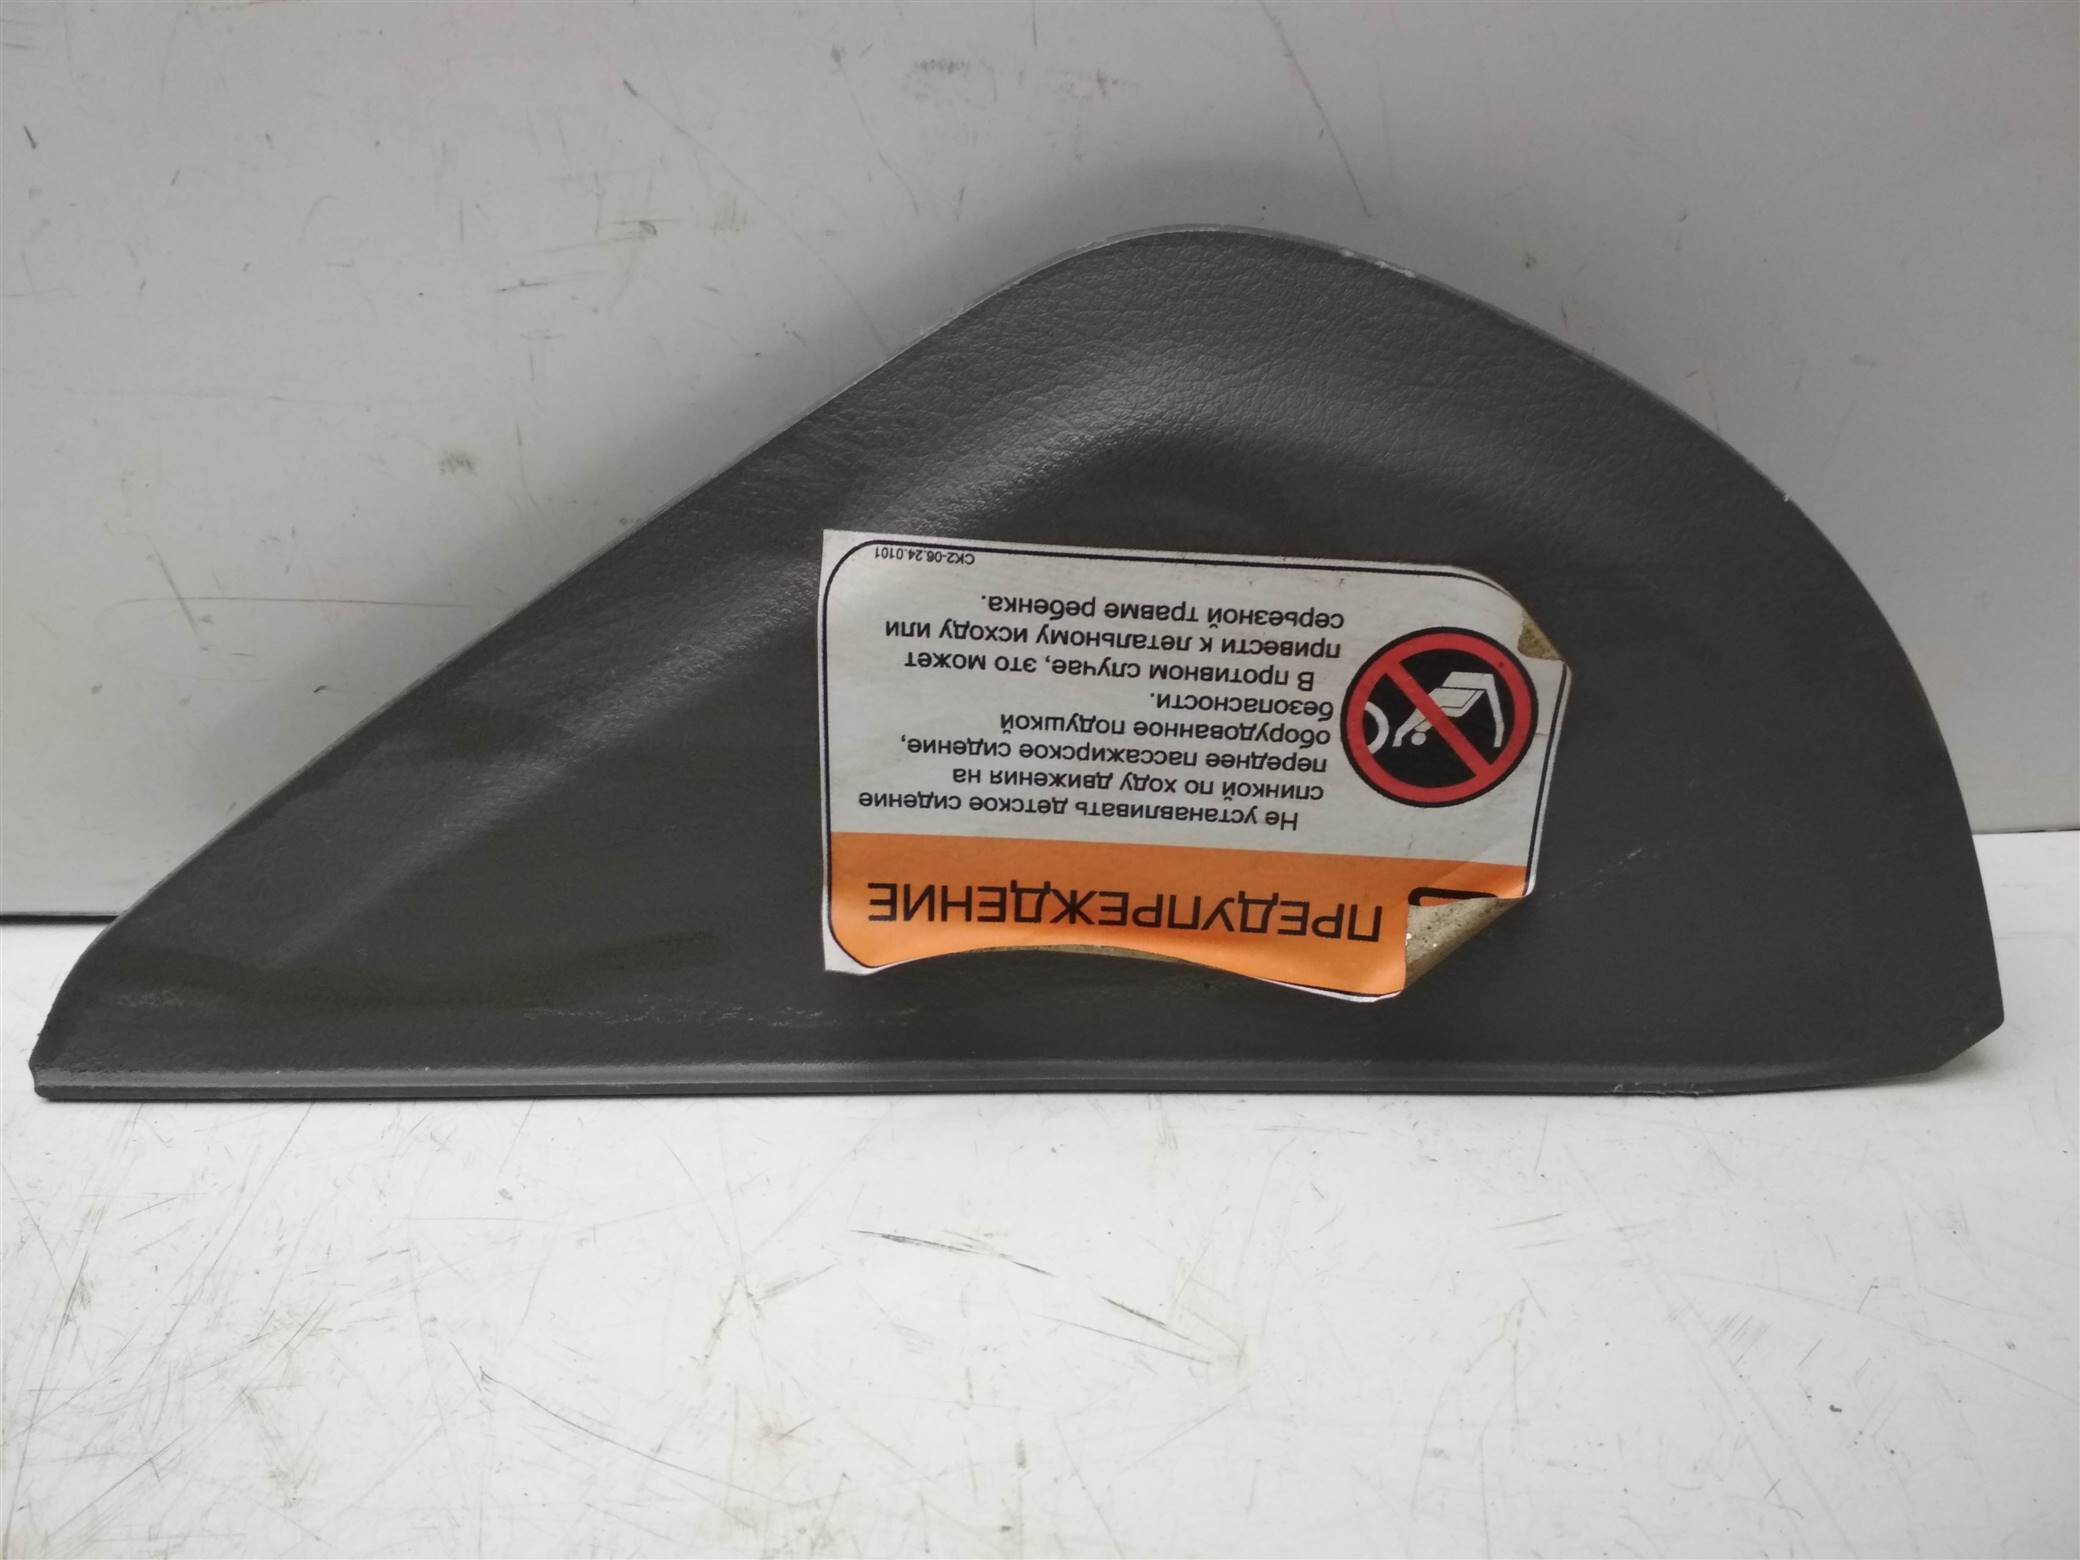 ПРЕДУПРЕЖДЕНИЕ
Не устанавливать детское сидение
спинкой по ходу движения на
переднее пассажирское сидение,
оборудованное подушкой
безопасности.
В противном случае, это может
привести к летальному исходу или
серьезной травме ребенка.
СК2-06.24.0101